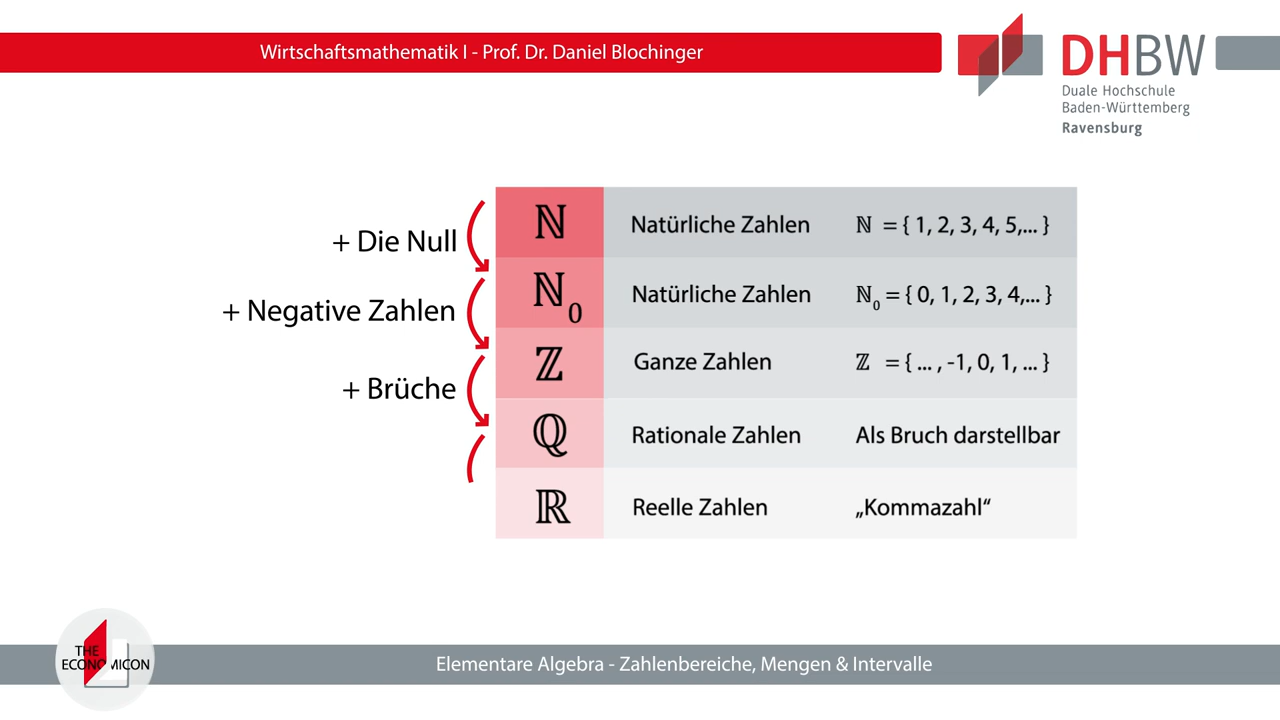 Wirtschaftsmathematik I - Prof. Dr. Daniel Blochinger
DHBW
Duale Hochschule
Baden-Württemberg
Ravensburg
+ Die Null
+ Negative Zahlen
+ Brüche
ℕ Natürliche Zahlen ℕ = { 1, 2, 3, 4, 5,... }
ℕ₀ Natürliche Zahlen ℕ₀ = { 0, 1, 2, 3, 4,... }
ℤ Ganze Zahlen ℤ = { ... , -1, 0, 1, ... }
ℚ Rationale Zahlen Als Bruch darstellbar
ℝ Reelle Zahlen „Kommazahl“
THE
ECONOMICON
Elementare Algebra - Zahlenbereiche, Mengen & Intervalle